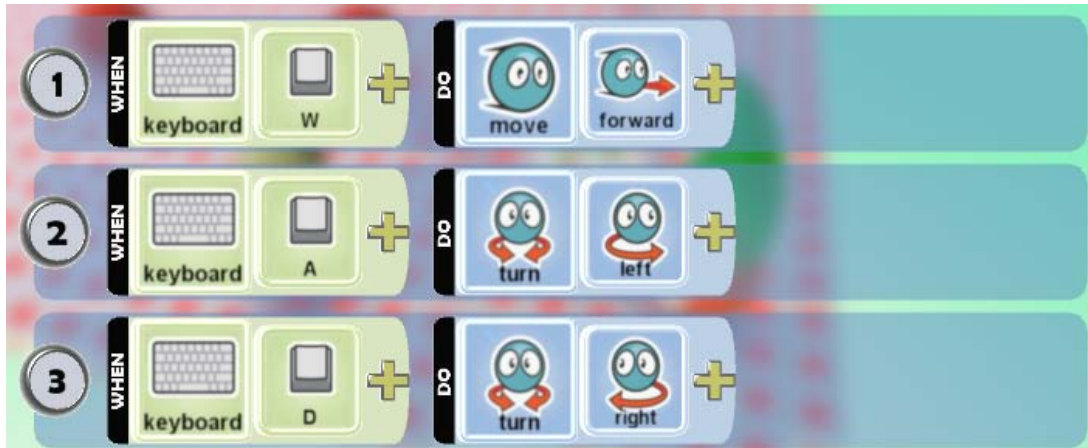 1 WHEN keyboard W DO move forward
2 WHEN keyboard A DO turn left
3 WHEN keyboard D DO turn right